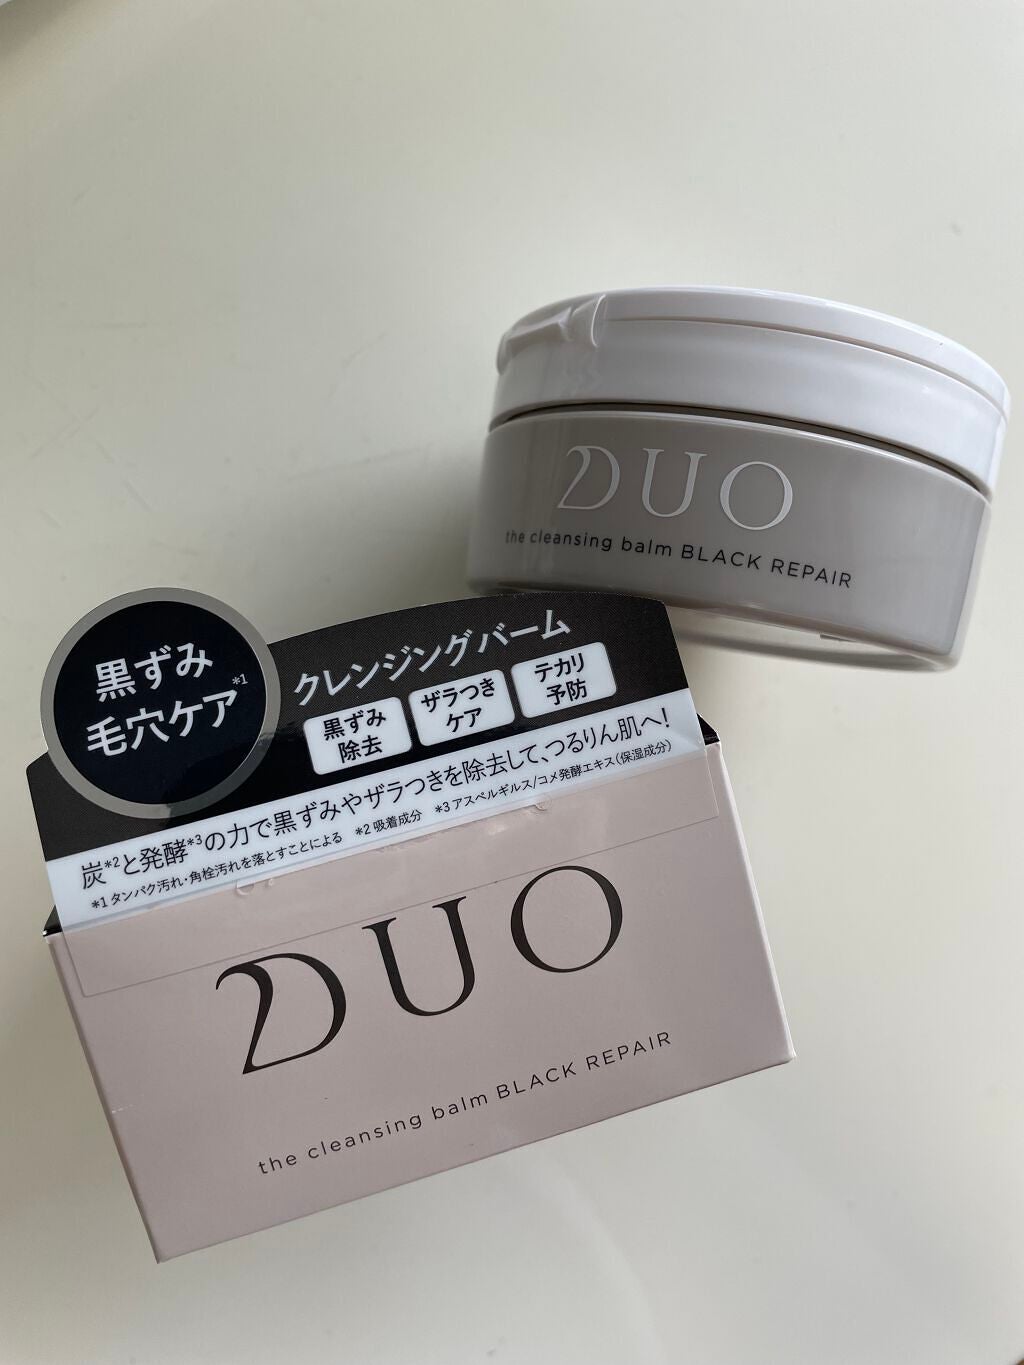 DUO
the cleansing balm BLACK REPAIR
黒ずみ
毛穴ケア*1
クレンジングバーム
黒ずみ
除去
ザラつき
ケア
テカリ
予防
炭*2と発酵*3の力で黒ずみやザラつきを除去して、つるりん肌へ!
*1 タンパク汚れ・角栓汚れを落とすことによる *2 吸着成分 *3 アスペルギルス/コメ発酵エキス(保湿成分)
DUO
the cleansing balm BLACK REPAIR